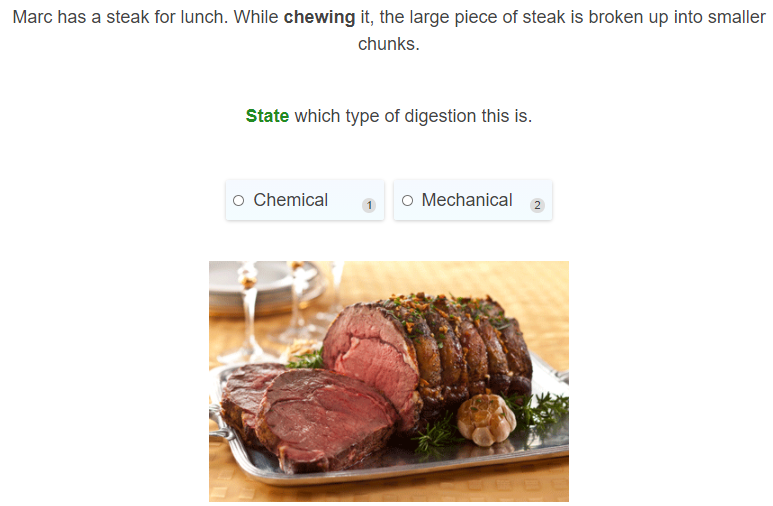 Marc has a steak for lunch. While chewing it, the large piece of steak is broken up into smaller
chunks.
State which type of digestion this is.
Chemical 1 Mechanical 2